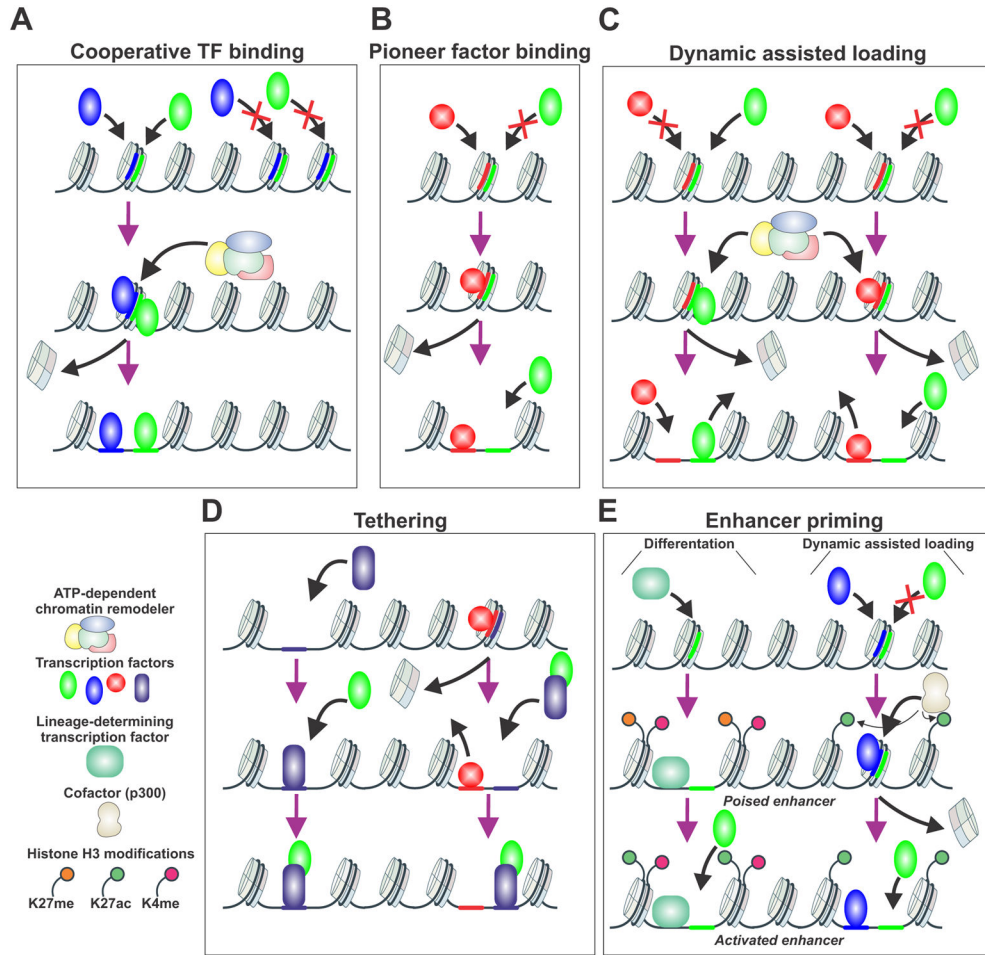 A
Cooperative TF binding
B
Pioneer factor binding
C
Dynamic assisted loading
D
Tethering
E
Enhancer priming
Differentation
Dynamic assisted loading
Poised enhancer
Activated enhancer
ATP-dependent
chromatin remodeler
Transcription factors
Lineage-determining
transcription factor
Cofactor (p300)
Histone H3 modifications
K27me K27ac K4me